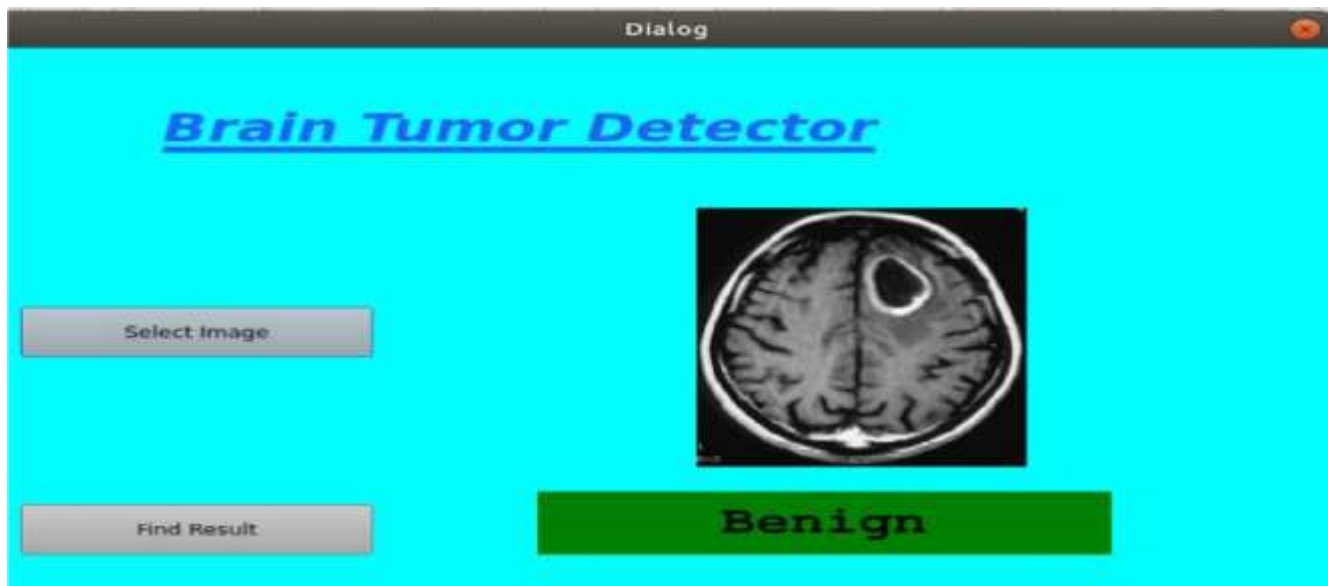 Dialog
Brain Tumor Detector
Select Image
Find Result
Benign